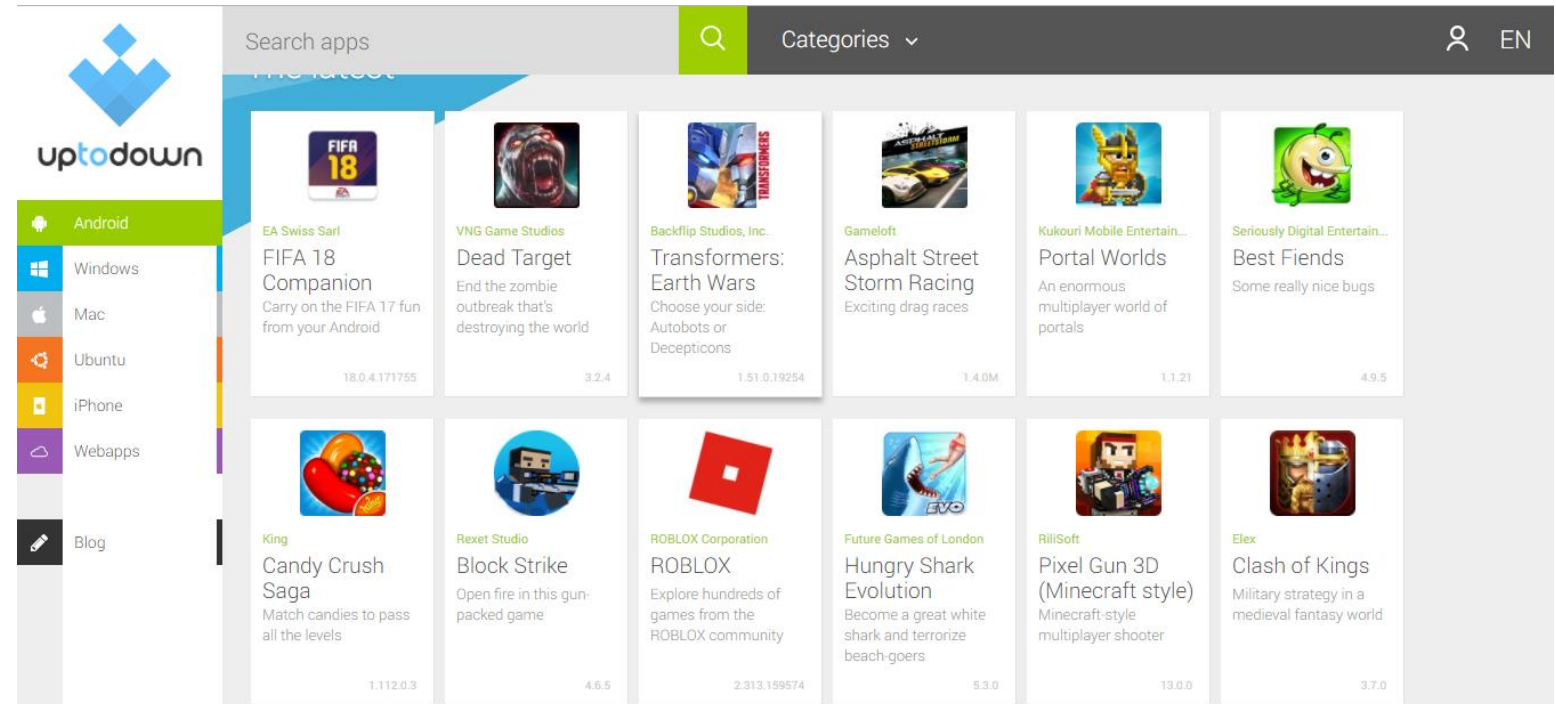 Search apps
Categories
EN
The latest
uptodown
Android
Windows
Mac
Ubuntu
iPhone
Webapps
Blog
FIFA
18
EA Swiss Sarl
FIFA 18
Companion
Carry on the FIFA 17 fun
from your Android
18.0.4.171755
VNG Game Studios
Dead Target
End the zombie
outbreak that's
destroying the world
3.2.4
TRANSFORMERS
Backflip Studios, Inc.
Transformers:
Earth Wars
Choose your side:
Autobots or
Decepticons
1.51.0.19254
ASPHALT
STREETSTORM
Gameloft
Asphalt Street
Storm Racing
Exciting drag races
1.4.0M
Kukouri Mobile Entertain...
Portal Worlds
An enormous
multiplayer world of
portals
1.1.21
Seriously Digital Entertain...
Best Fiends
Some really nice bugs
4.9.5
King
King
Candy Crush
Saga
Match candies to pass
all the levels
1.112.0.3
Rexet Studio
Block Strike
Open fire in this gun-
packed game
4.6.5
ROBLOX Corporation
ROBLOX
Explore hundreds of
games from the
ROBLOX community
2.313.159574
EVO
Future Games of London
Hungry Shark
Evolution
Become a great white
shark and terrorize
beach-goers
5.3.0
RiliSoft
Pixel Gun 3D
(Minecraft style)
Minecraft-style
multiplayer shooter
13.0.0
Elex
Clash of Kings
Military strategy in a
medieval fantasy world
3.7.0